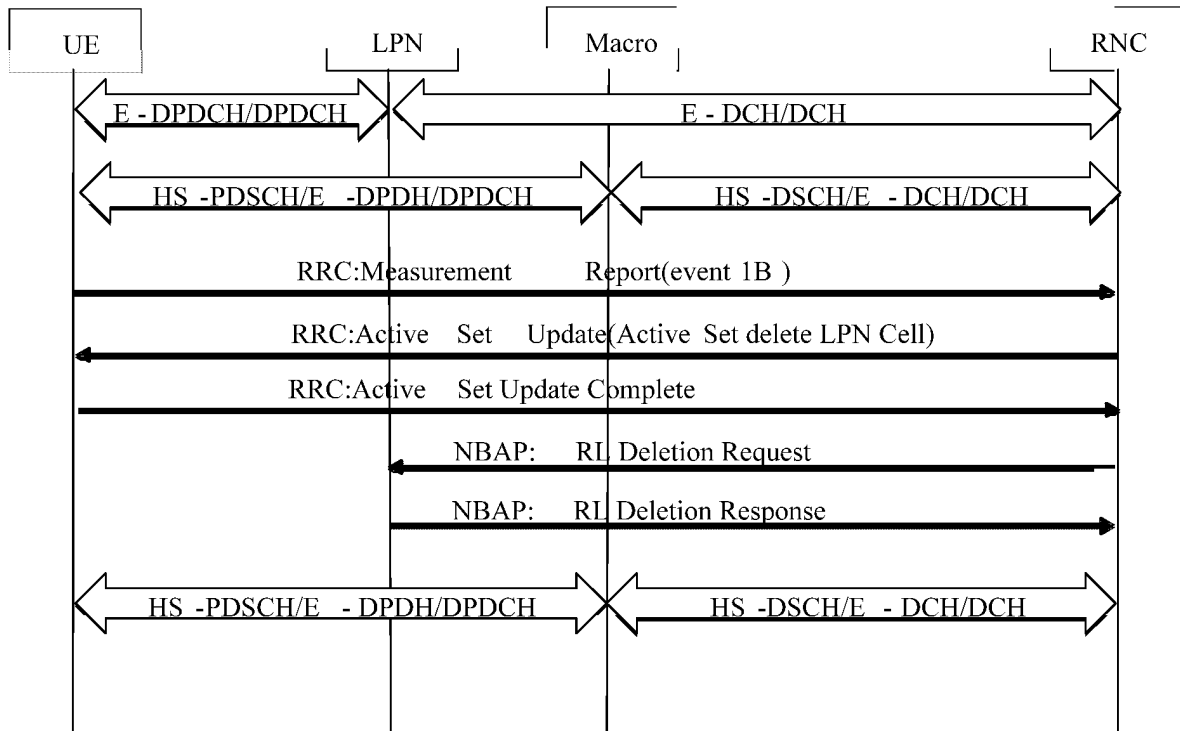 UE LPN Macro RNC
E - DPDCH/DPDCH E - DCH/DCH
HS -PDSCH/E -DPDH/DPDCH HS -DSCH/E - DCH/DCH
RRC:Measurement Report(event 1B )
RRC:Active Set Update(Active Set delete LPN Cell)
RRC:Active Set Update Complete
NBAP: RL Deletion Request
NBAP: RL Deletion Response
HS -PDSCH/E - DPDH/DPDCH HS -DSCH/E - DCH/DCH